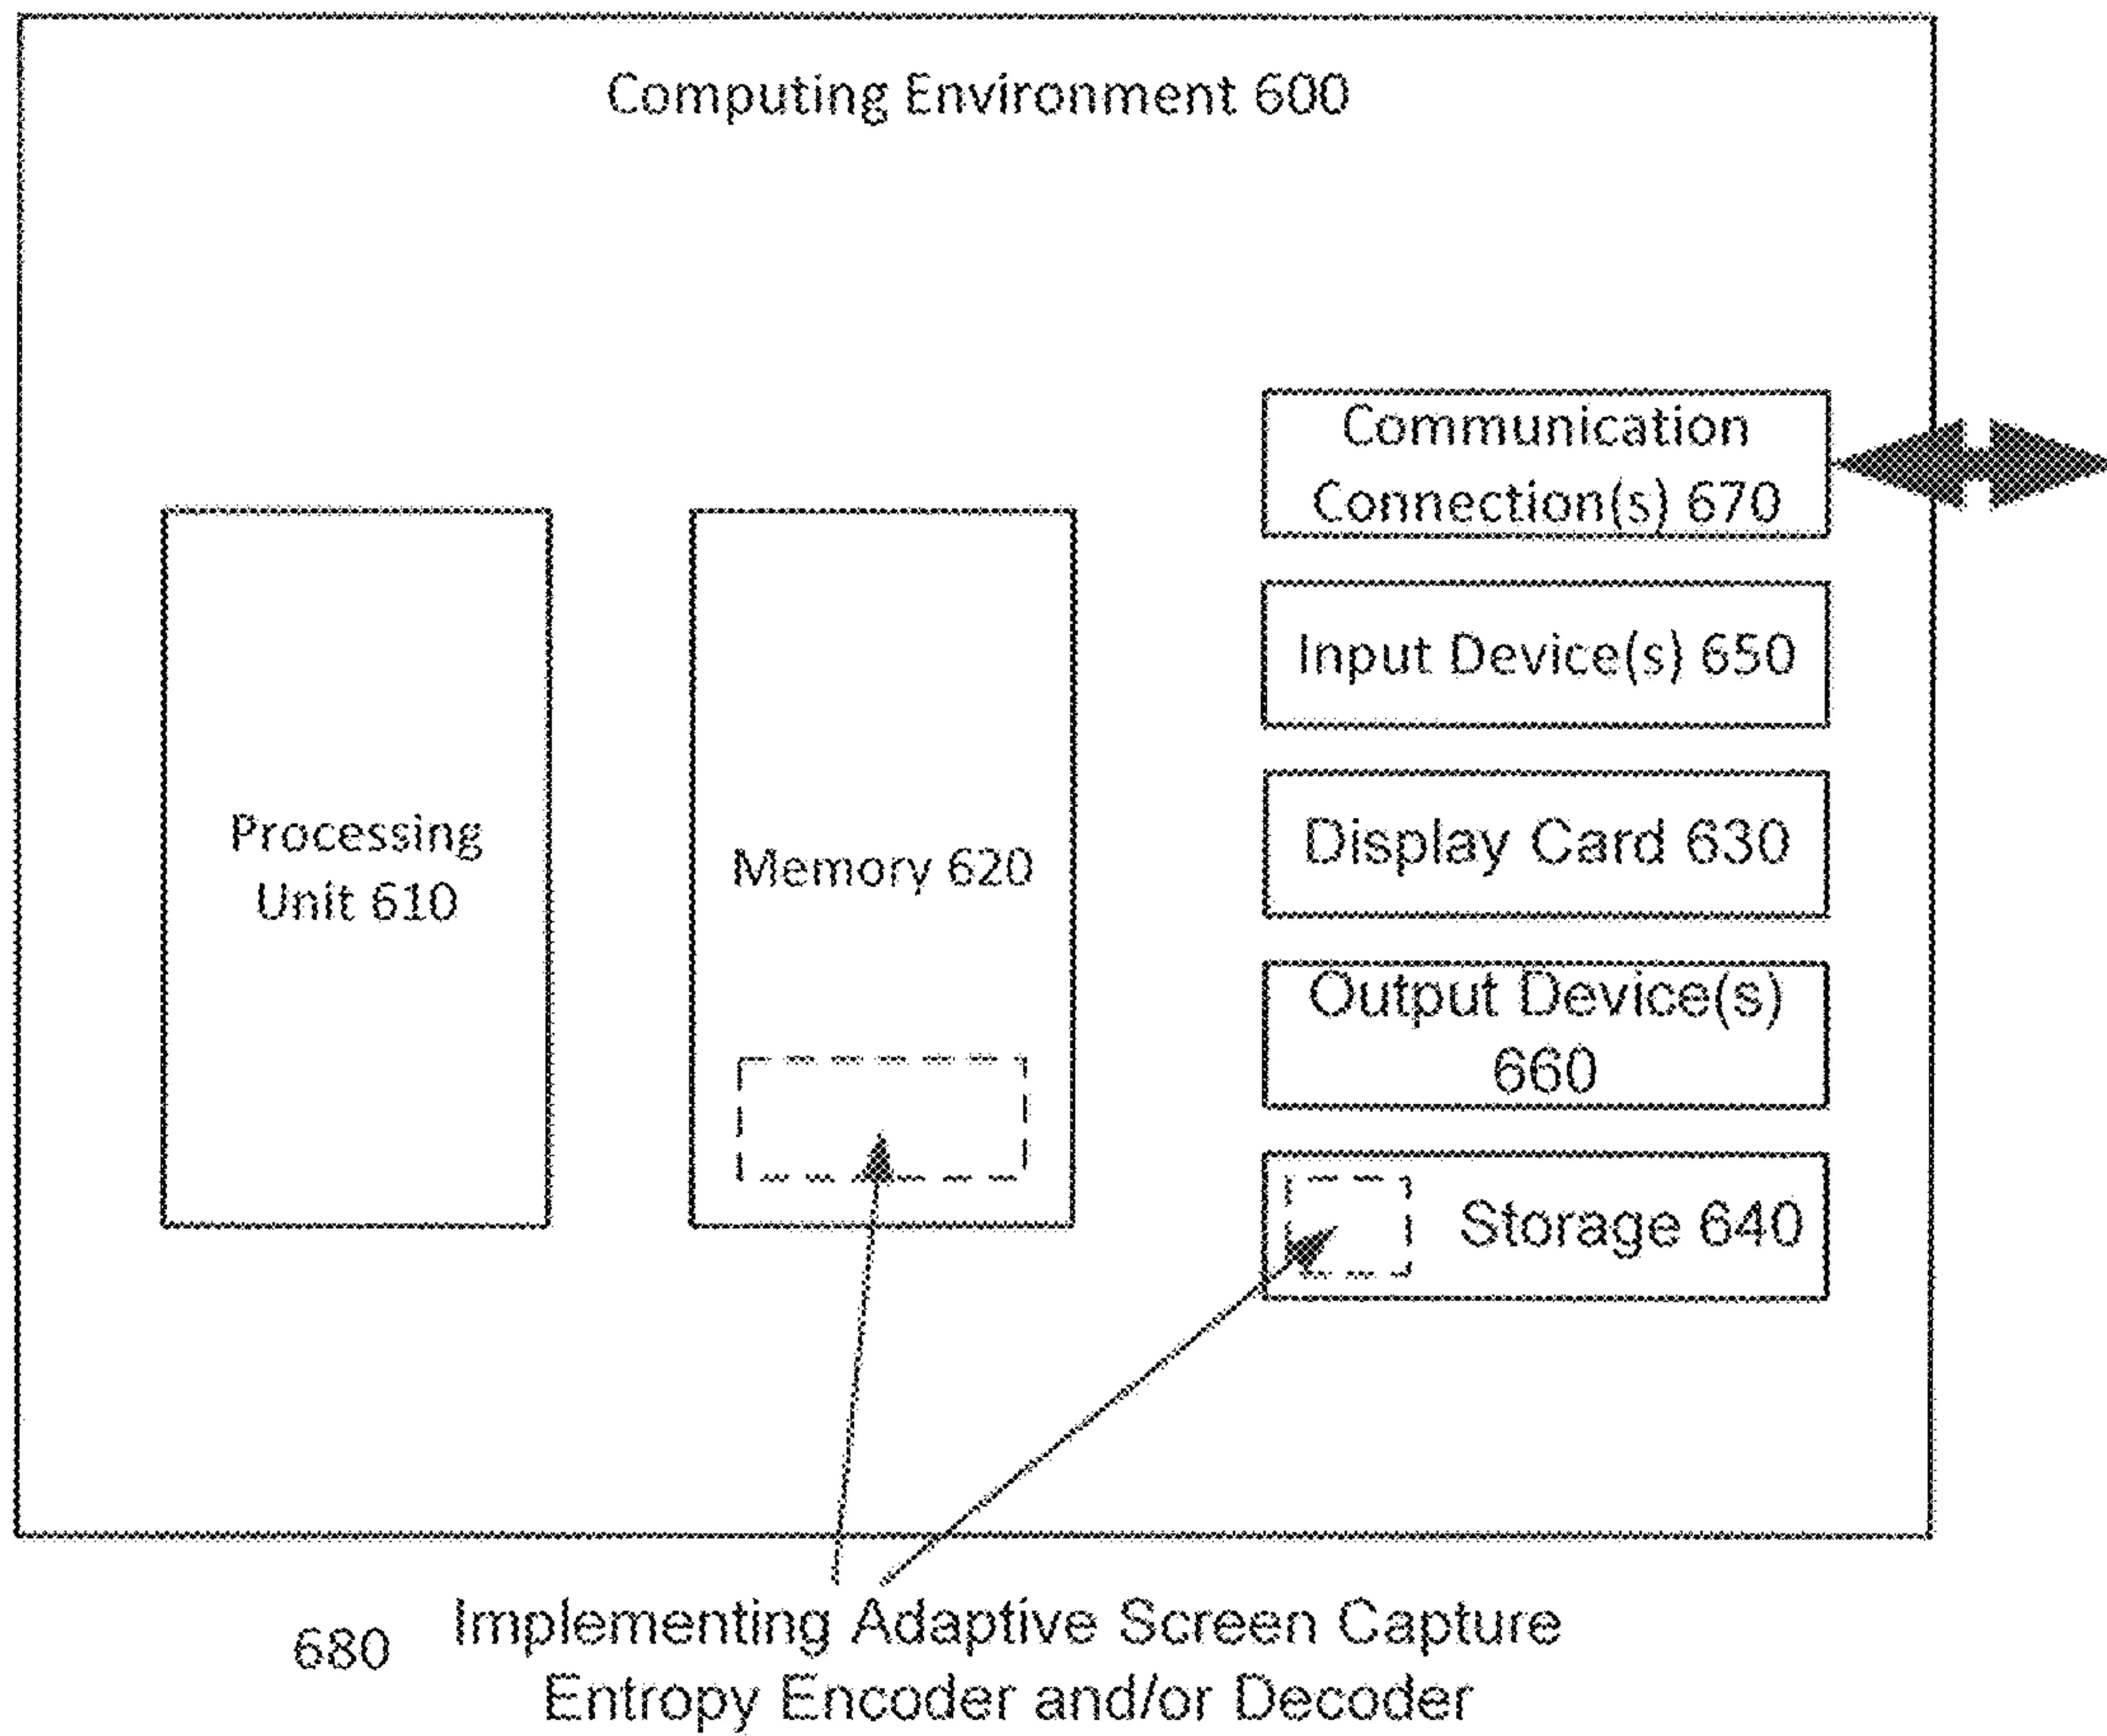 Computing Environment 600
Communication
Connection(s) 670
Input Device(s) 650
Processing
Unit 610
Memory 620
Display Card 630
Output Device(s)
660
Storage 640
680
Implementing Adaptive Screen Capture
Entropy Encoder and/or Decoder